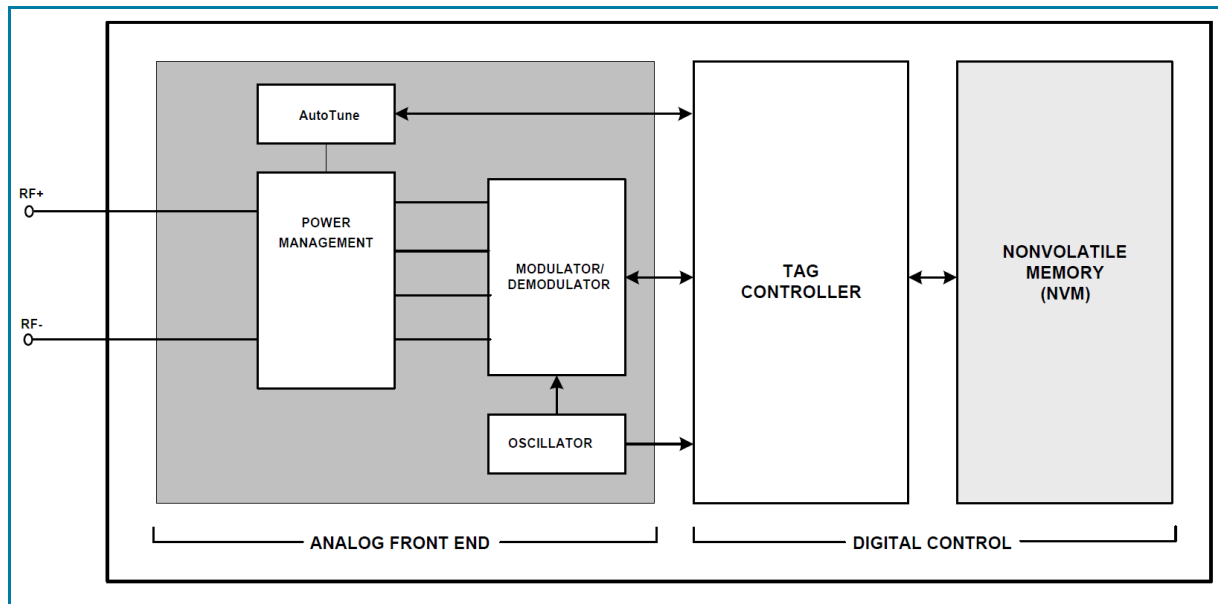 AutoTune
RF+
POWER
MANAGEMENT
MODULATOR/
DEMODULATOR
TAG
CONTROLLER
NONVOLATILE
MEMORY
(NVM)
RF-
OSCILLATOR
ANALOG FRONT END
DIGITAL CONTROL